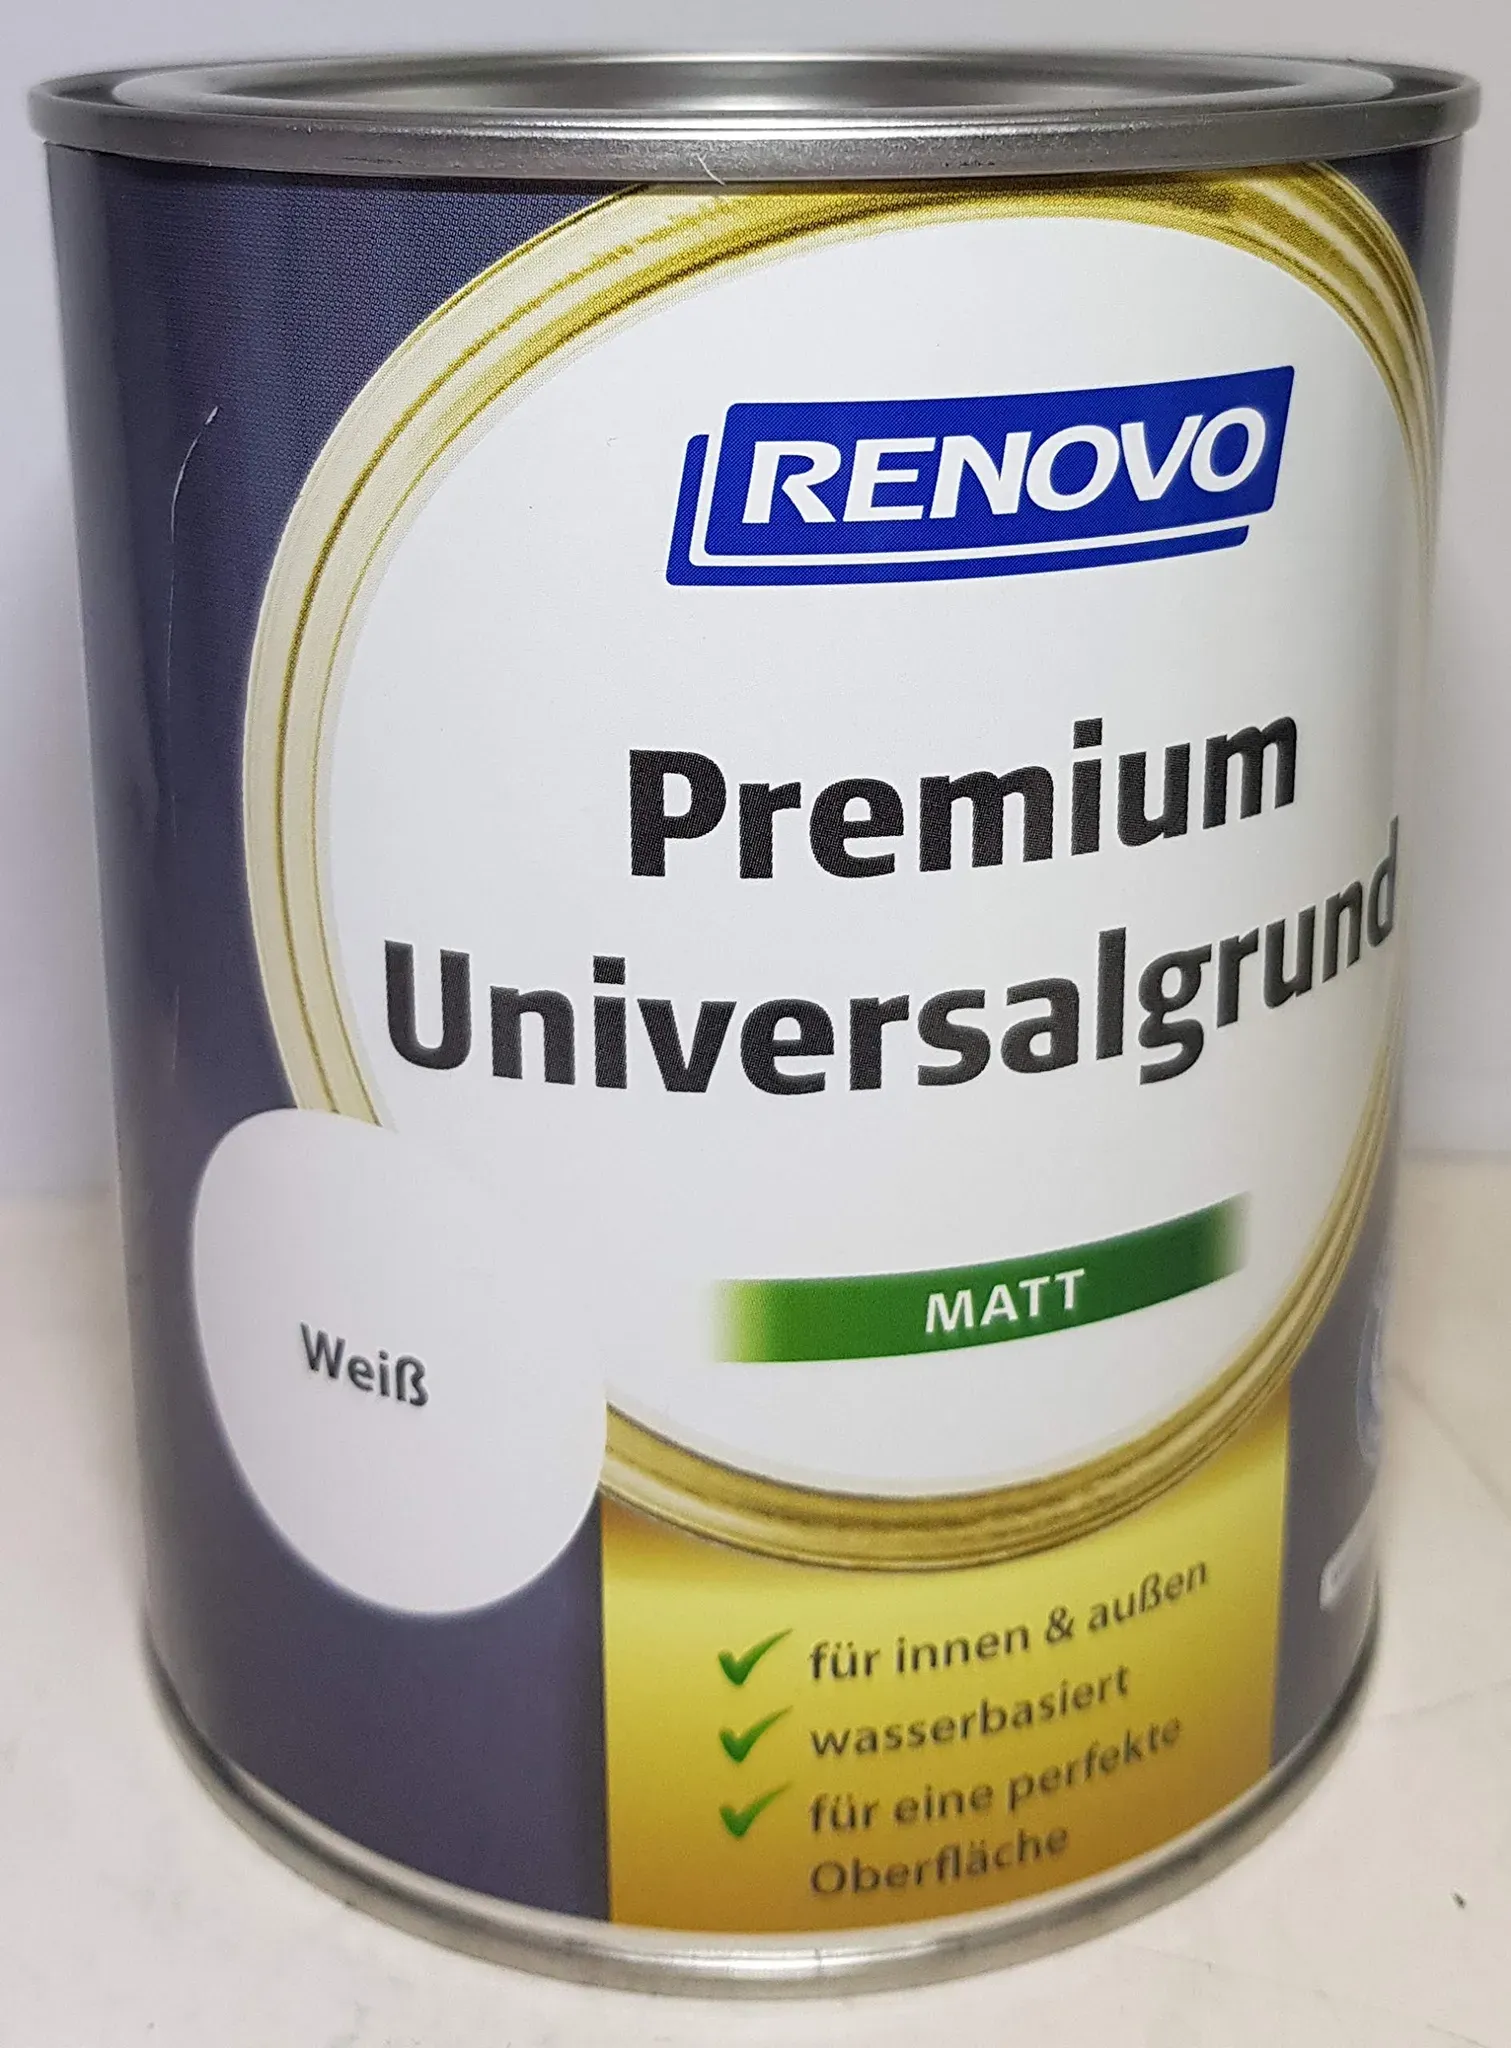 RENOVO
Premium
Universalgrund
MATT
Weiß
für innen & außen
wasserbasiert
für eine perfekte
Oberfläche